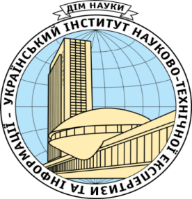 ДІМ НАУКИ
УКРАЇНСЬКИЙ ІНСТИТУТ НАУКОВО-ТЕХНІЧНОЇ ЕКСПЕРТИЗИ ТА ІНФОРМАЦІЇ -